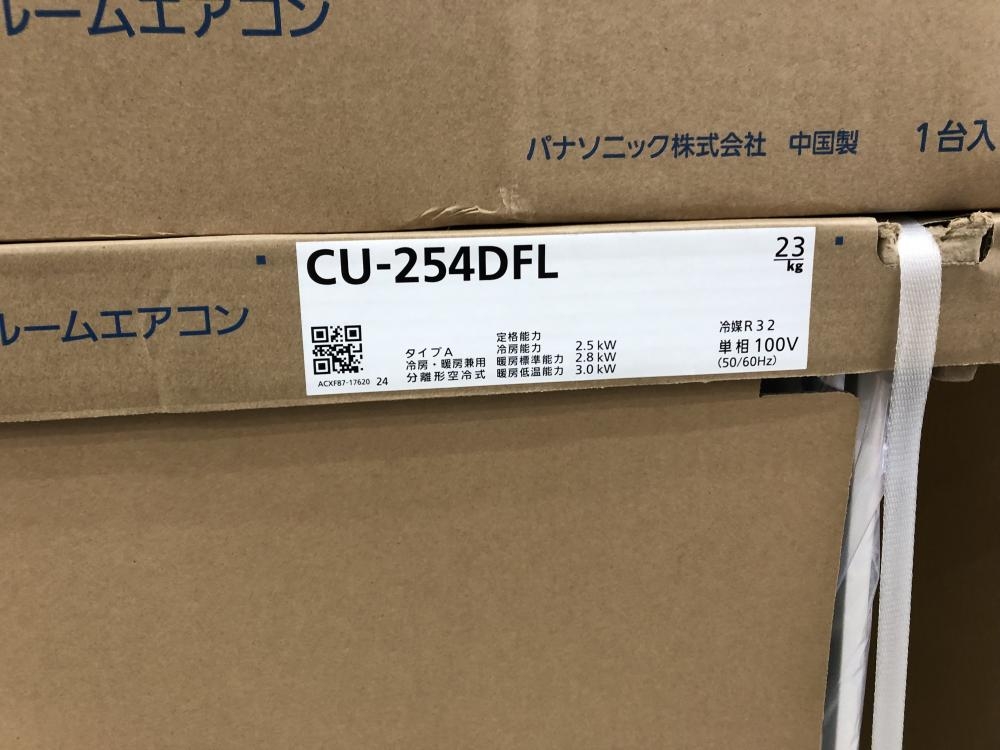 ルームエアコン
パナソニック株式会社 中国製 1台入
CU-254DFL
23
kg
ルームエアコン
タイプA
冷房・暖房兼用
分離形空冷式
定格能力
冷房能力 2.5 kW
暖房標準能力 2.8 kW
暖房低温能力 3.0 kW
冷媒R32
単相 100V
(50/60Hz)
ACXF87-17620 24